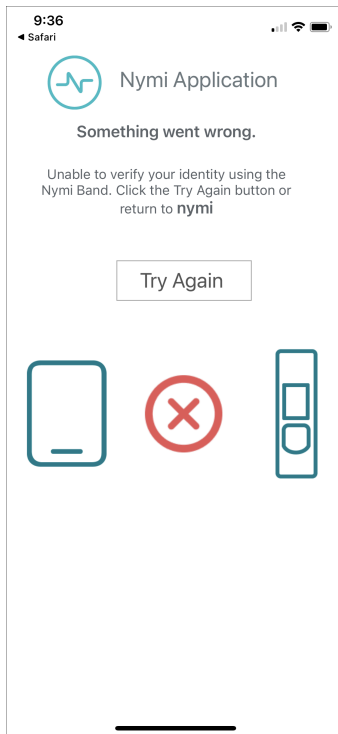 9:36
◀ Safari
Nymi Application
Something went wrong.
Unable to verify your identity using the
Nymi Band. Click the Try Again button or
return to nymi
Try Again